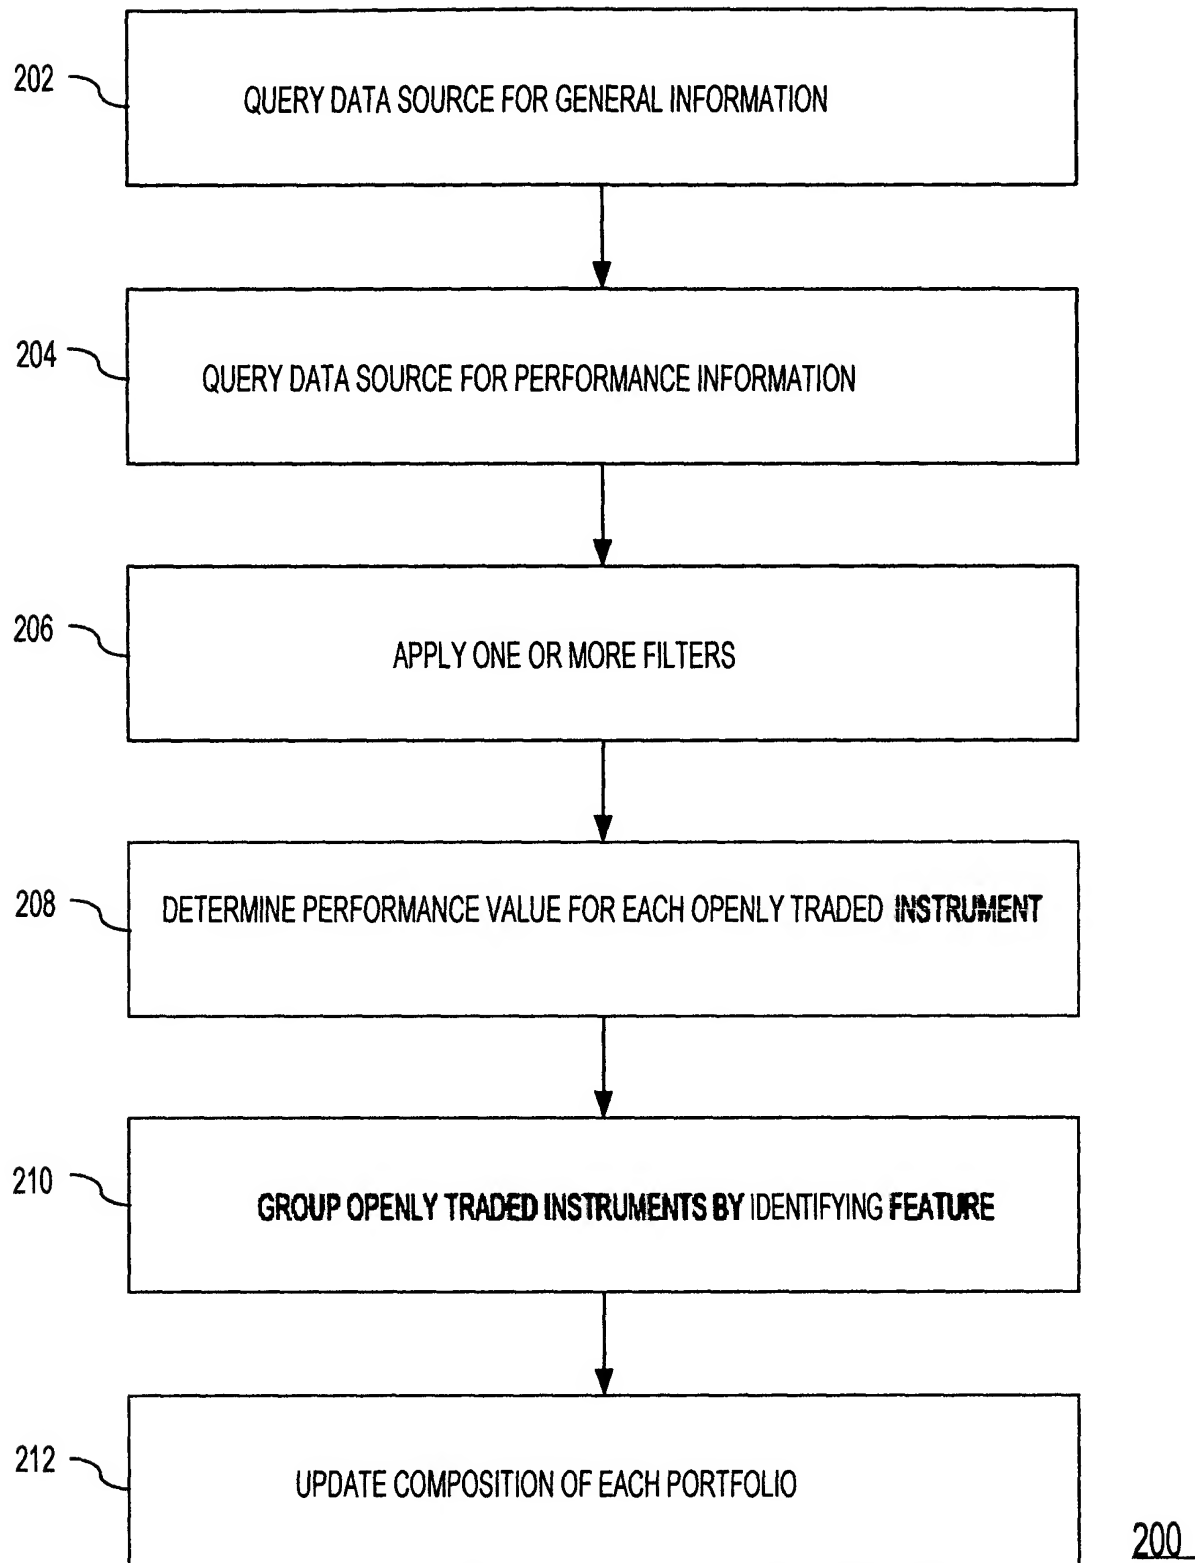 202
QUERY DATA SOURCE FOR GENERAL INFORMATION
204
QUERY DATA SOURCE FOR PERFORMANCE INFORMATION
206
APPLY ONE OR MORE FILTERS
208
DETERMINE PERFORMANCE VALUE FOR EACH OPENLY TRADED INSTRUMENT
210
GROUP OPENLY TRADED INSTRUMENTS BY IDENTIFYING FEATURE
212
UPDATE COMPOSITION OF EACH PORTFOLIO
200